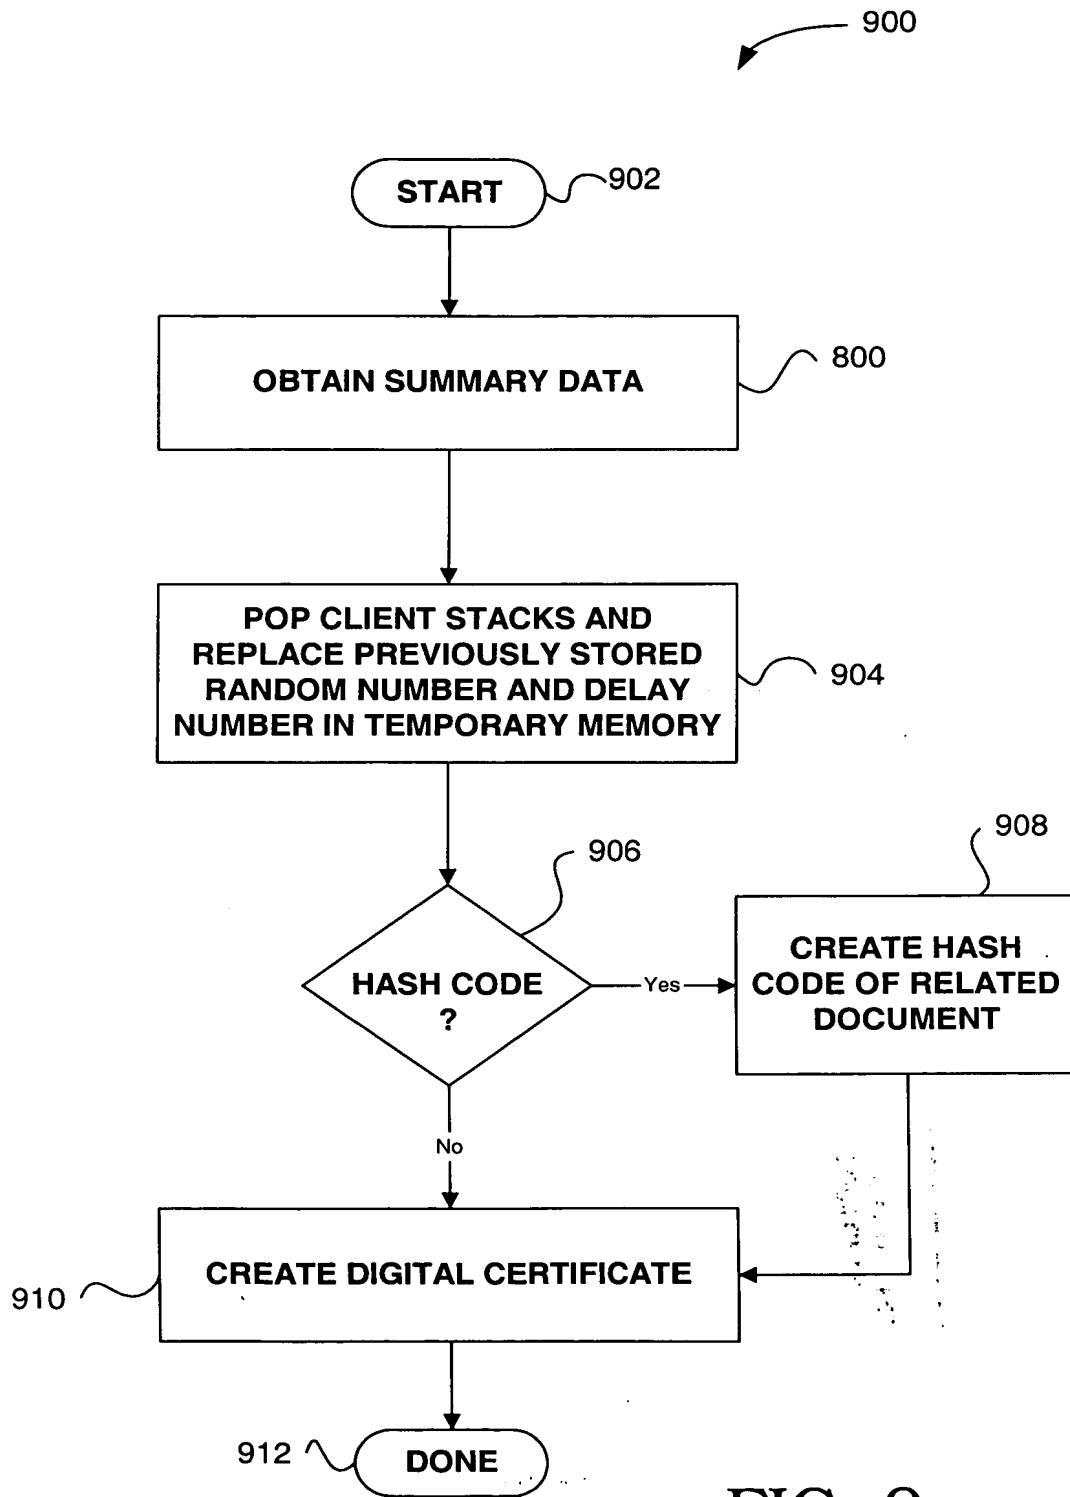 900
START
902
OBTAIN SUMMARY DATA
800
POP CLIENT STACKS AND
REPLACE PREVIOUSLY STORED
RANDOM NUMBER AND DELAY
NUMBER IN TEMPORARY MEMORY
904
906
HASH CODE
?
Yes
908
CREATE HASH
CODE OF RELATED
DOCUMENT
No
CREATE DIGITAL CERTIFICATE
910
DONE
912
FIG. 9